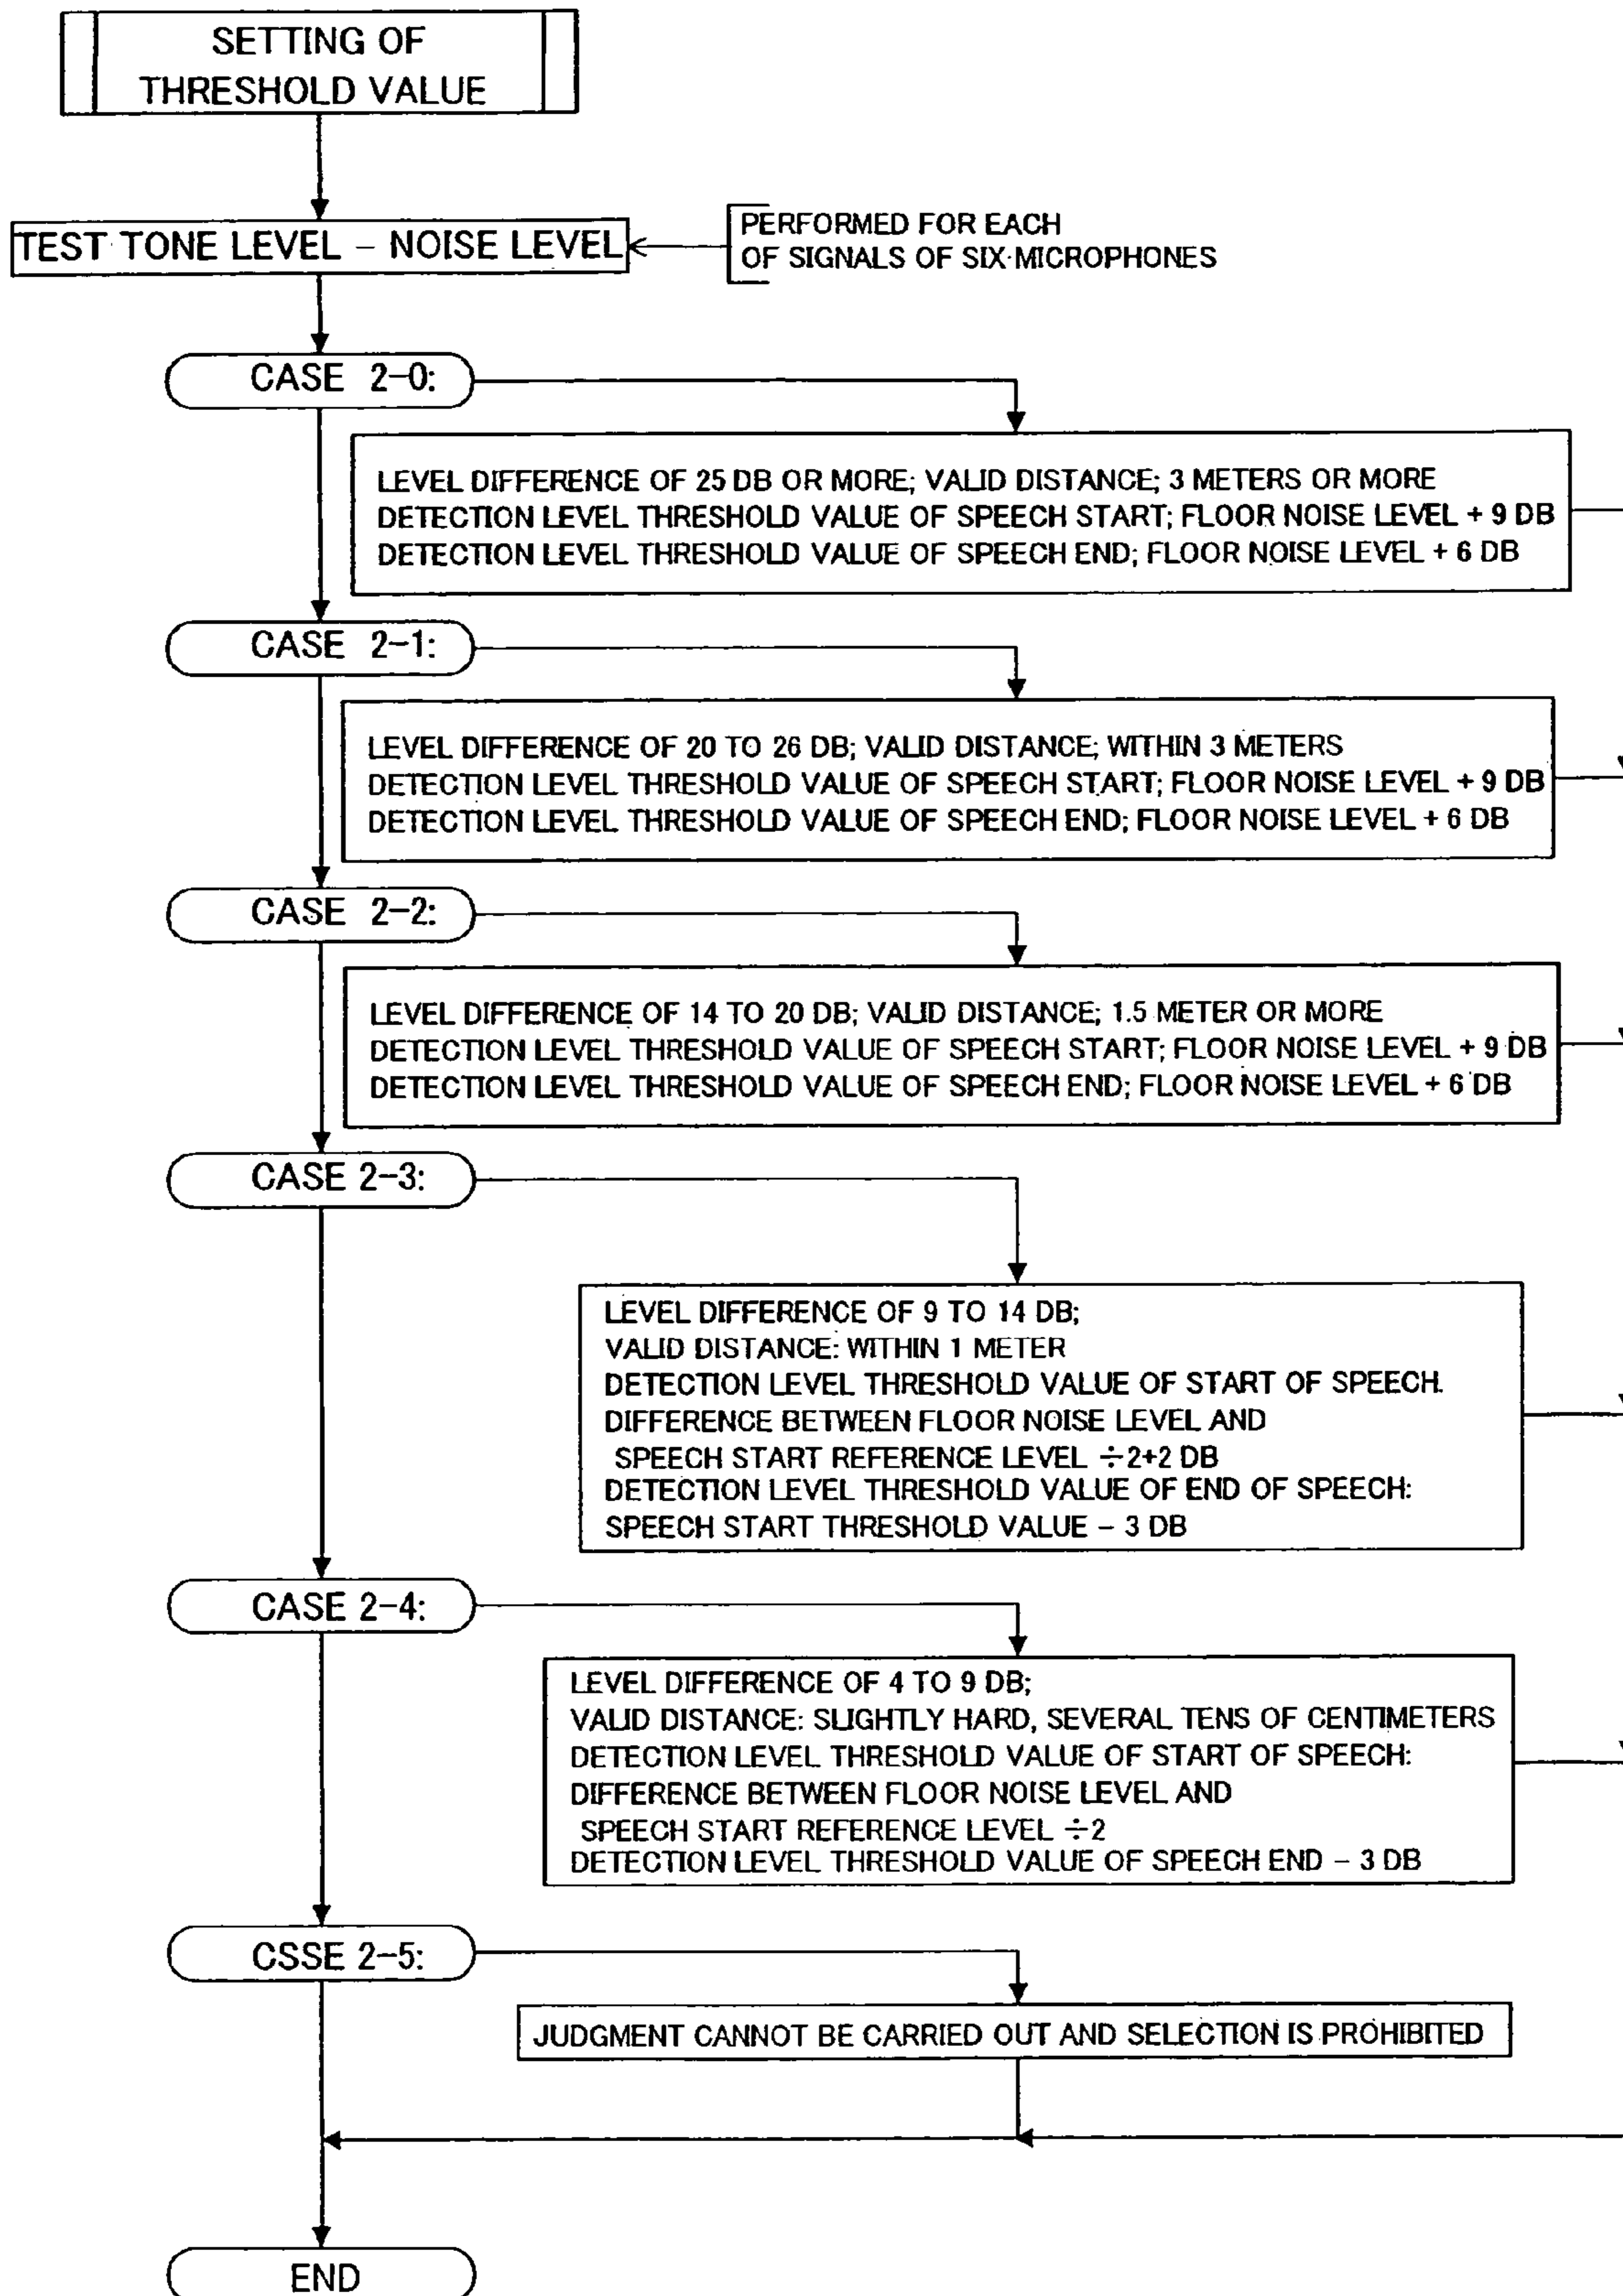 SETTING OF
THRESHOLD VALUE
TEST TONE LEVEL – NOISE LEVEL
PERFORMED FOR EACH
OF SIGNALS OF SIX MICROPHONES
CASE 2-0:
LEVEL DIFFERENCE OF 25 DB OR MORE; VALID DISTANCE; 3 METERS OR MORE
DETECTION LEVEL THRESHOLD VALUE OF SPEECH START; FLOOR NOISE LEVEL + 9 DB
DETECTION LEVEL THRESHOLD VALUE OF SPEECH END; FLOOR NOISE LEVEL + 6 DB
CASE 2-1:
LEVEL DIFFERENCE OF 20 TO 26 DB; VALID DISTANCE; WITHIN 3 METERS
DETECTION LEVEL THRESHOLD VALUE OF SPEECH START; FLOOR NOISE LEVEL + 9 DB
DETECTION LEVEL THRESHOLD VALUE OF SPEECH END; FLOOR NOISE LEVEL + 6 DB
CASE 2-2:
LEVEL DIFFERENCE OF 14 TO 20 DB; VALID DISTANCE; 1.5 METER OR MORE
DETECTION LEVEL THRESHOLD VALUE OF SPEECH START; FLOOR NOISE LEVEL + 9 DB
DETECTION LEVEL THRESHOLD VALUE OF SPEECH END; FLOOR NOISE LEVEL + 6 DB
CASE 2-3:
LEVEL DIFFERENCE OF 9 TO 14 DB;
VALID DISTANCE: WITHIN 1 METER
DETECTION LEVEL THRESHOLD VALUE OF START OF SPEECH.
DIFFERENCE BETWEEN FLOOR NOISE LEVEL AND
SPEECH START REFERENCE LEVEL ÷2+2 DB
DETECTION LEVEL THRESHOLD VALUE OF END OF SPEECH:
SPEECH START THRESHOLD VALUE – 3 DB
CASE 2-4:
LEVEL DIFFERENCE OF 4 TO 9 DB;
VALID DISTANCE: SLIGHTLY HARD, SEVERAL TENS OF CENTIMETERS
DETECTION LEVEL THRESHOLD VALUE OF START OF SPEECH:
DIFFERENCE BETWEEN FLOOR NOISE LEVEL AND
SPEECH START REFERENCE LEVEL ÷2
DETECTION LEVEL THRESHOLD VALUE OF SPEECH END – 3 DB
CSSE 2-5:
JUDGMENT CANNOT BE CARRIED OUT AND SELECTION IS PROHIBITED
END